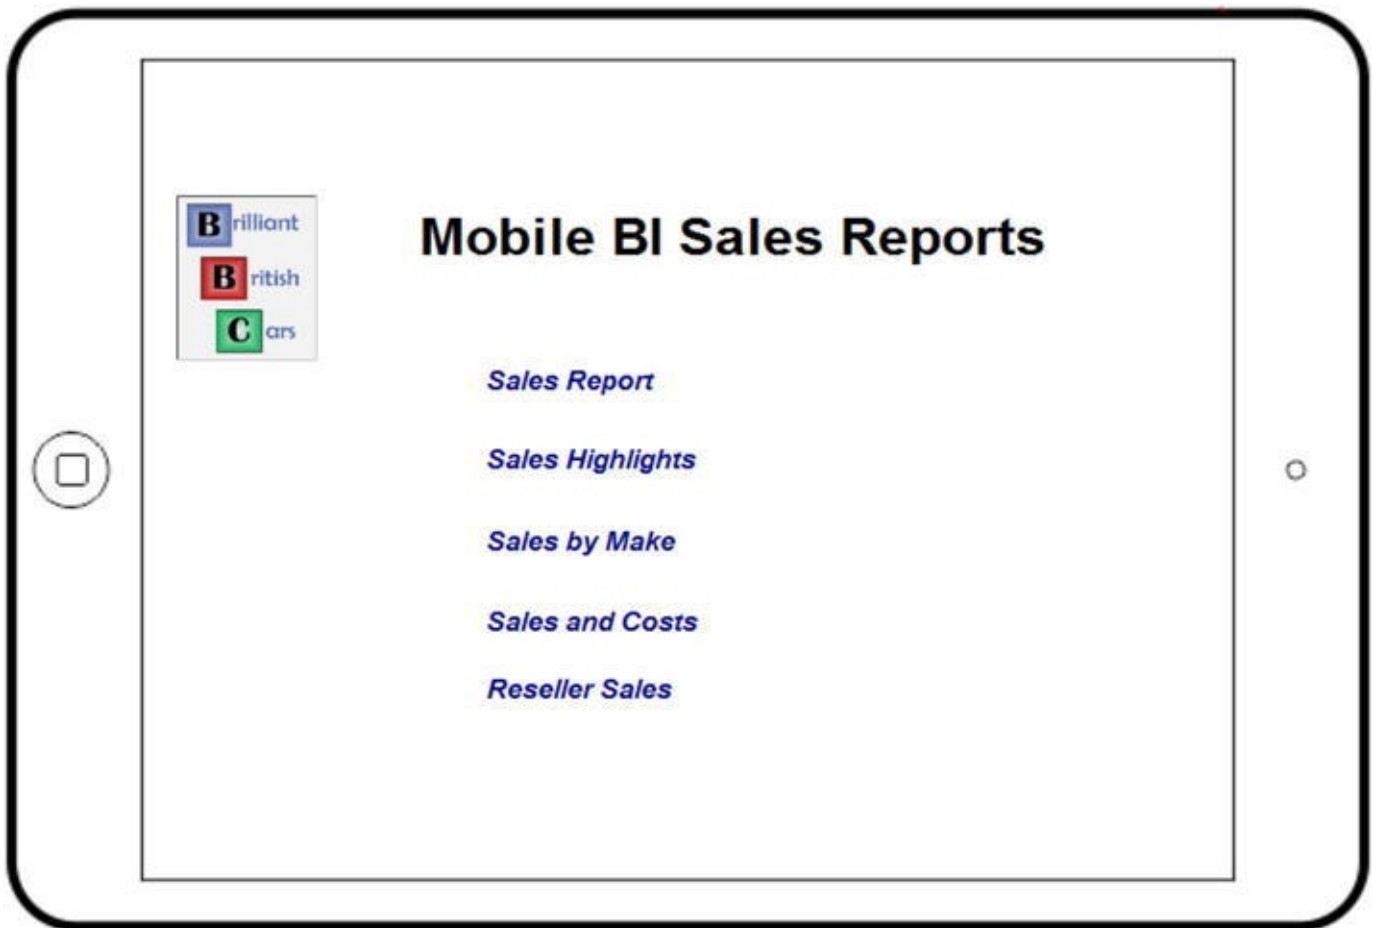 Brilliant
British
Cars
Mobile BI Sales Reports
Sales Report
Sales Highlights
Sales by Make
Sales and Costs
Reseller Sales